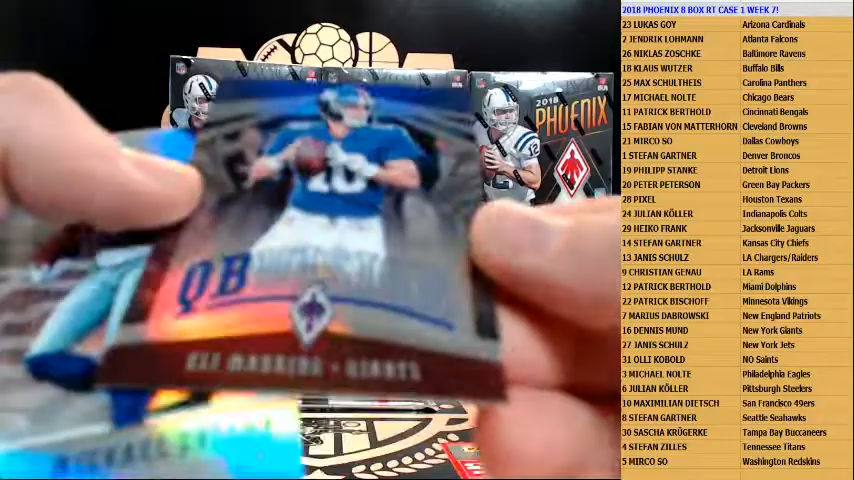 2018 PHOENIX 8 BOX RT CASE 1 WEEK 7!
23 LUKAS GOY Arizona Cardinals
2 JENDRIK LOHMANN Atlanta Falcons
26 NIKLAS ZOSCHKE Baltimore Ravens
18 KLAUS WUTZER Buffalo Bills
25 MAX SCHULTHEIS Carolina Panthers
17 MICHAEL NOLTE Chicago Bears
11 PATRICK BERTHOLD Cincinnati Bengals
15 FABIAN VON MATTERHORN Cleveland Browns
21 MIRCO SO Dallas Cowboys
1 STEFAN GARTNER Denver Broncos
19 PHILIPP STANKE Detroit Lions
20 PETER PETERSON Green Bay Packers
28 PIXEL Houston Texans
24 JULIAN KÖLLER Indianapolis Colts
29 HEIKO FRANK Jacksonville Jaguars
14 STEFAN GARTNER Kansas City Chiefs
13 JANIS SCHULZ LA Chargers/Raiders
9 CHRISTIAN GENAU LA Rams
12 PATRICK BERTHOLD Miami Dolphins
22 PATRICK BISCHOFF Minnesota Vikings
7 MARIUS DABROWSKI New England Patriots
16 DENNIS MUND New York Giants
27 JANIS SCHULZ New York Jets
31 OLLI KOBOLD NO Saints
3 MICHAEL NOLTE Philadelphia Eagles
6 JULIAN KÖLLER Pittsburgh Steelers
10 MAXIMILIAN DIETSCH San Francisco 49ers
8 STEFAN GARTNER Seattle Seahawks
30 SASCHA KRÜGERKE Tampa Bay Buccaneers
4 STEFAN ZILLES Tennessee Titans
5 MIRCO SO Washington Redskins
2018
PHOENIX
12
10
QB
ELI MANNING · GIANTS